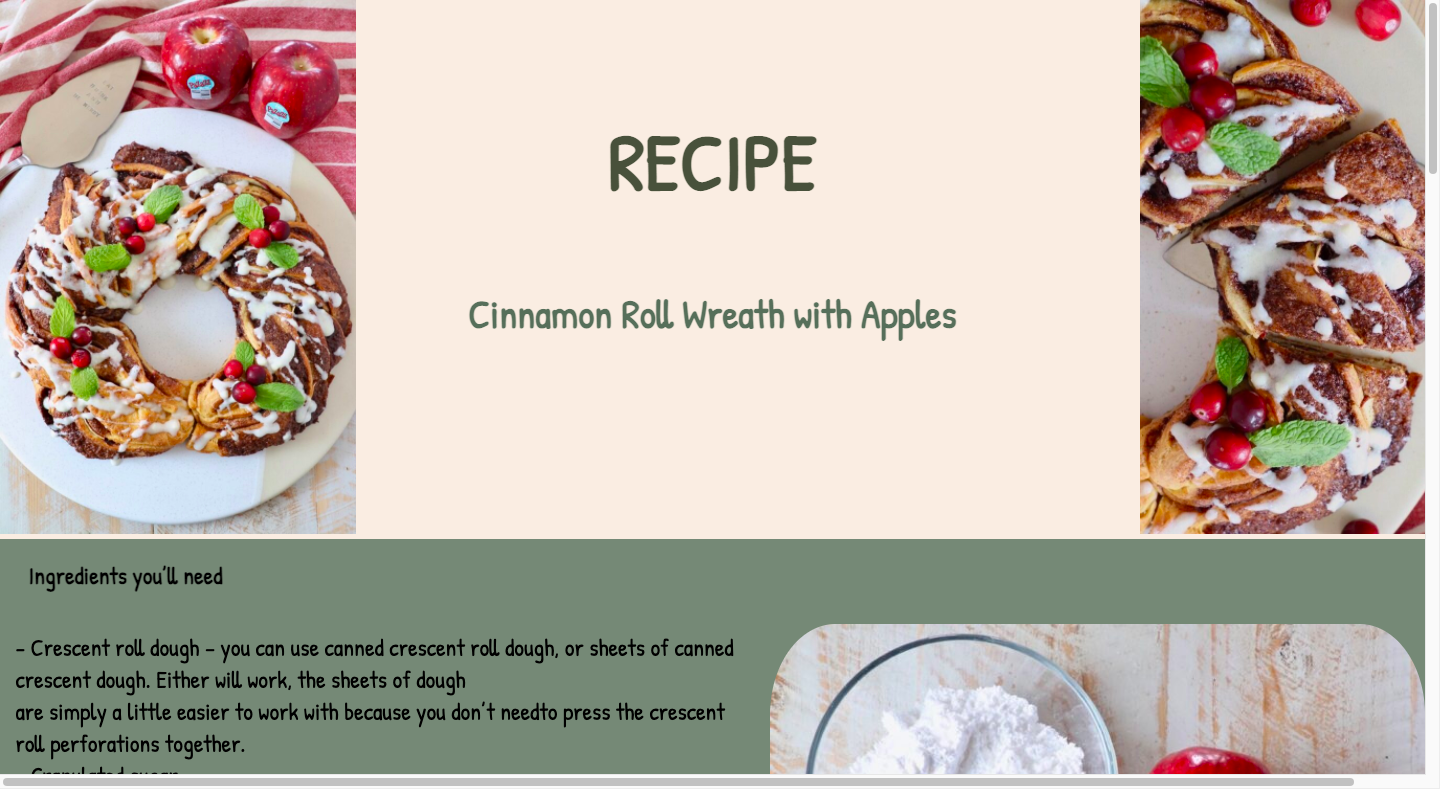 RECIPE
Cinnamon Roll Wreath with Apples
Ingredients you'll need
- Crescent roll dough - you can use canned crescent roll dough, or sheets of canned
crescent dough. Either will work, the sheets of dough
are simply a little easier to work with because you don't needto press the crescent
roll perforations together.